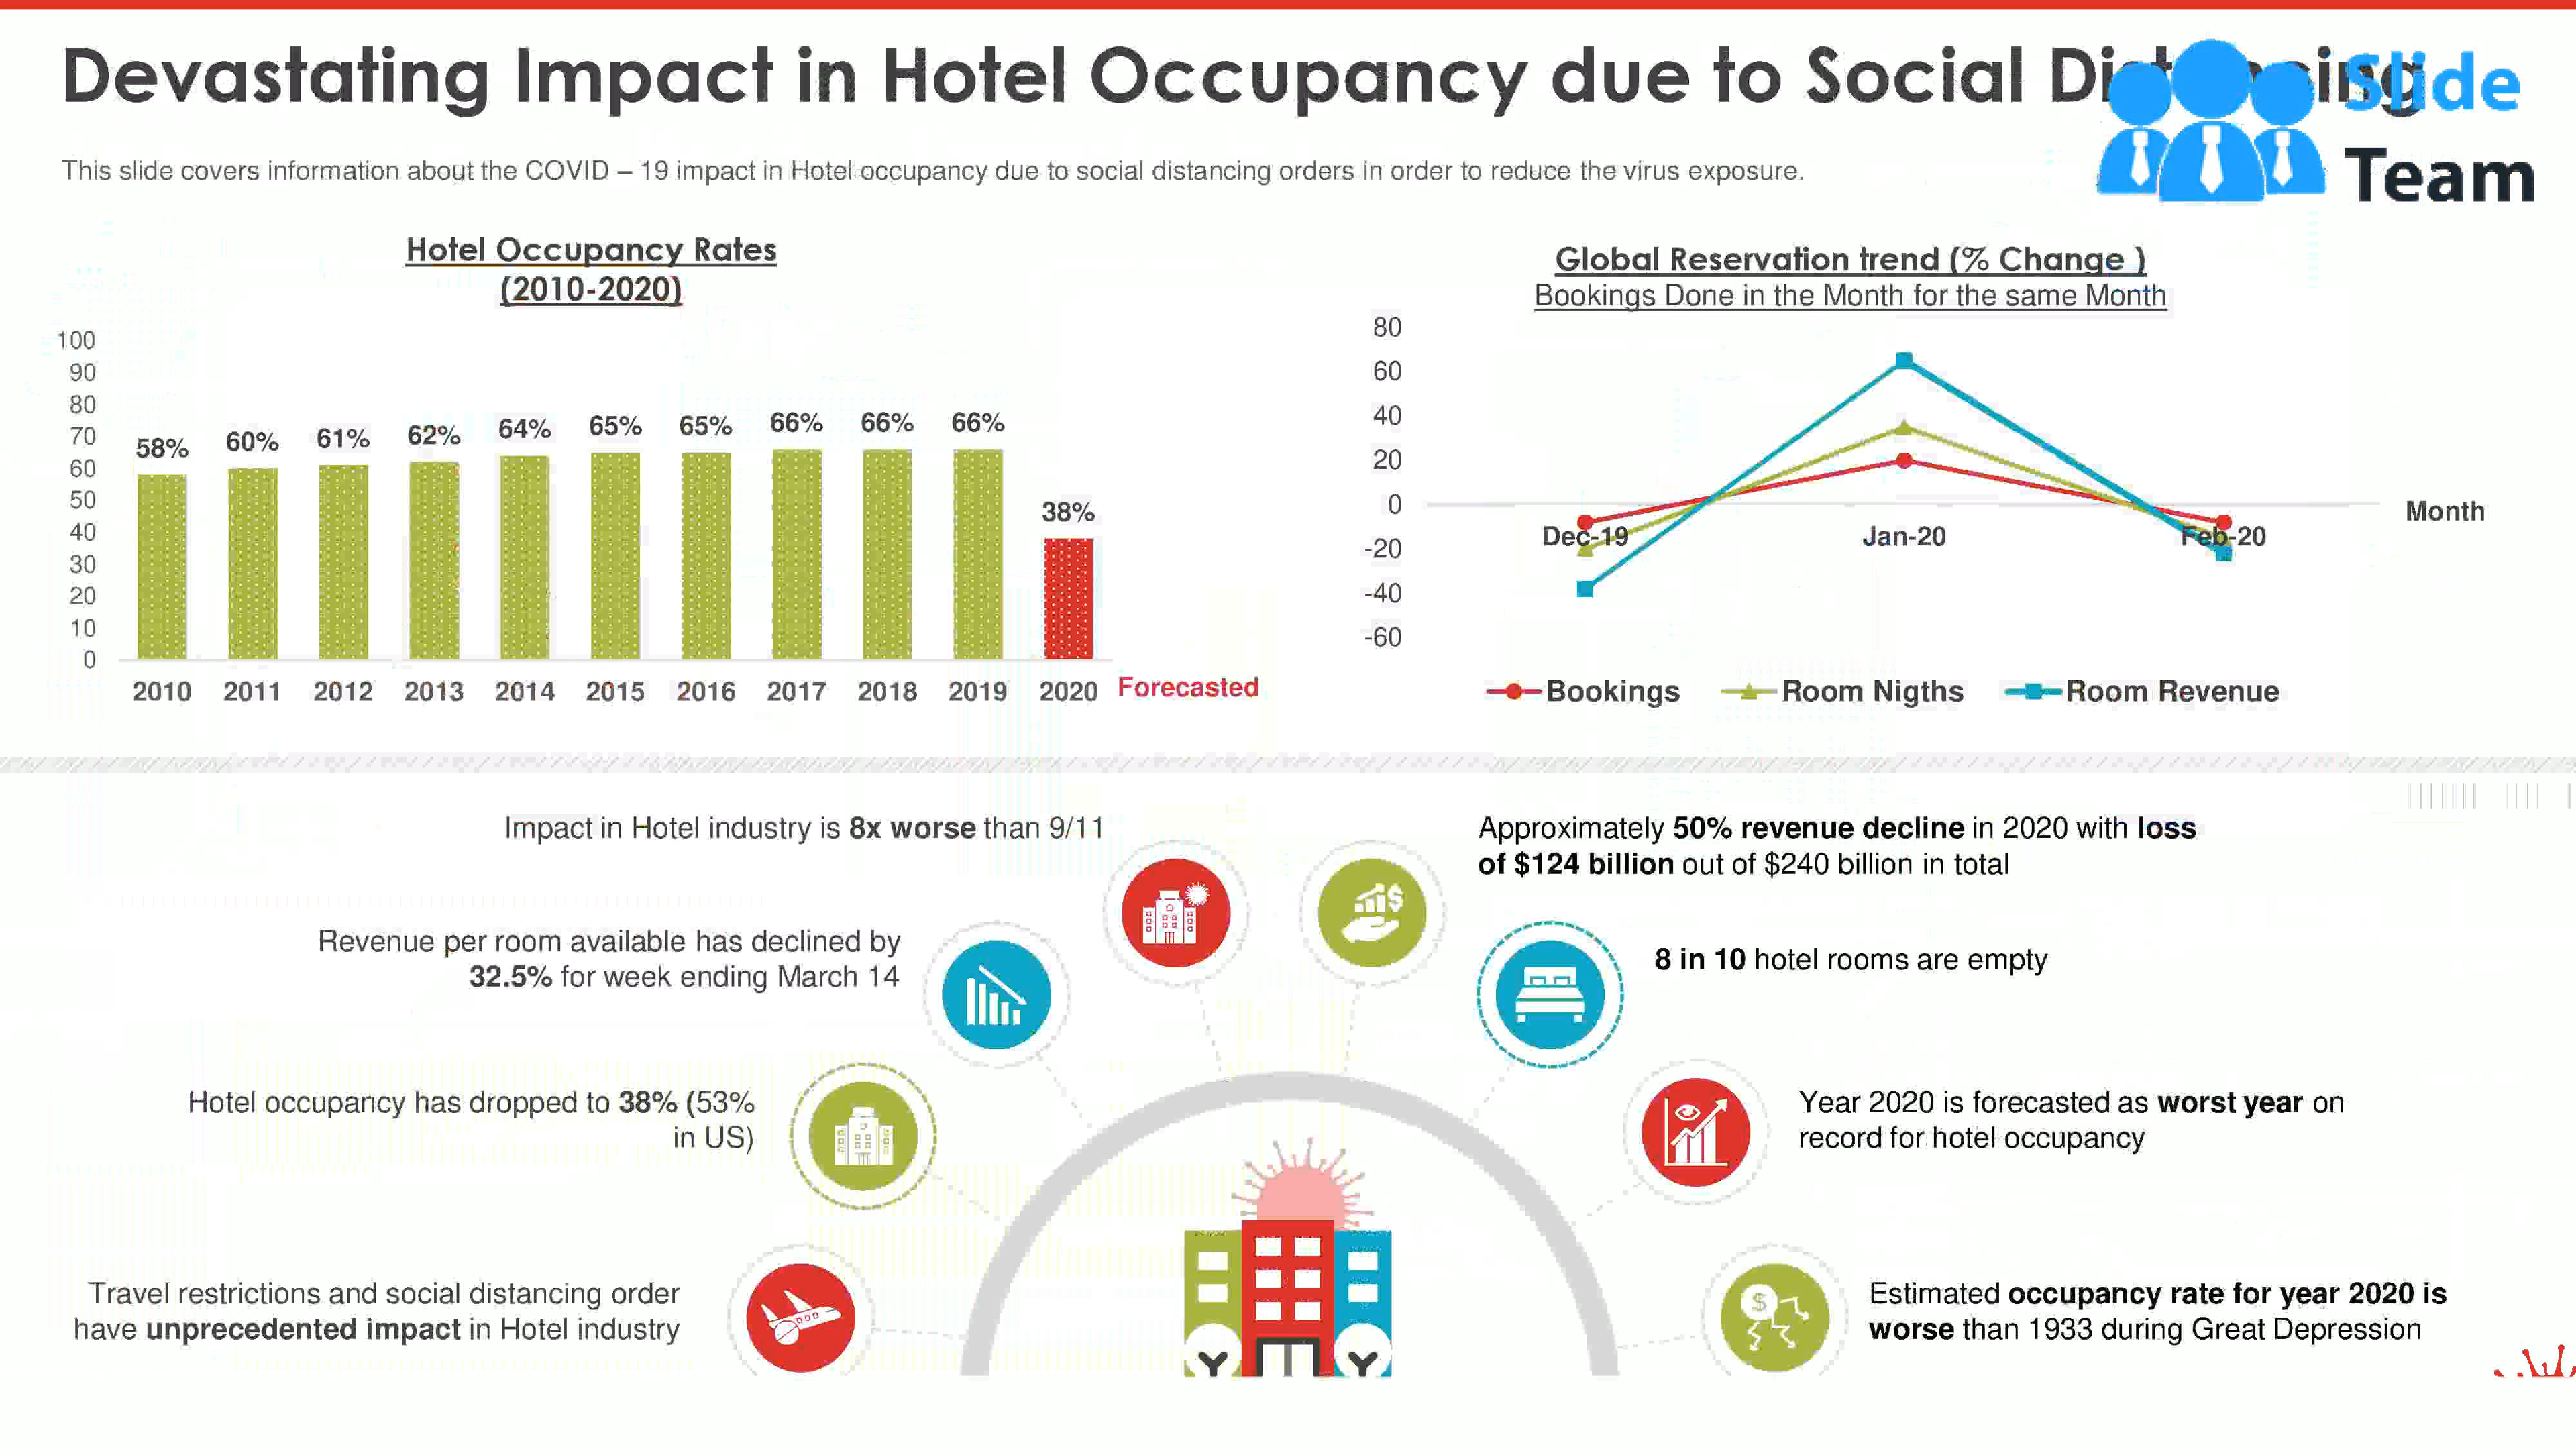 Devastating Impact in Hotel Occupancy due to Social Distancing
Slide
Team
This slide covers information about the COVID – 19 impact in Hotel occupancy due to social distancing orders in order to reduce the virus exposure.
Hotel Occupancy Rates
(2010-2020)
100
90
80
70
60
50
40
30
20
10
0
58% 60% 61% 62% 64% 65% 65% 66% 66% 66% 38%
2010 2011 2012 2013 2014 2015 2016 2017 2018 2019 2020 Forecasted
Global Reservation trend (% Change )
Bookings Done in the Month for the same Month
80
60
40
20
0
-20
-40
-60
Dec-19 Jan-20 Feb-20
Month
Bookings Room Nigths Room Revenue
Impact in Hotel industry is 8x worse than 9/11
Revenue per room available has declined by
32.5% for week ending March 14
Hotel occupancy has dropped to 38% (53%
in US)
Travel restrictions and social distancing order
have unprecedented impact in Hotel industry
Approximately 50% revenue decline in 2020 with loss
of $124 billion out of $240 billion in total
8 in 10 hotel rooms are empty
Year 2020 is forecasted as worst year on
record for hotel occupancy
Estimated occupancy rate for year 2020 is
worse than 1933 during Great Depression